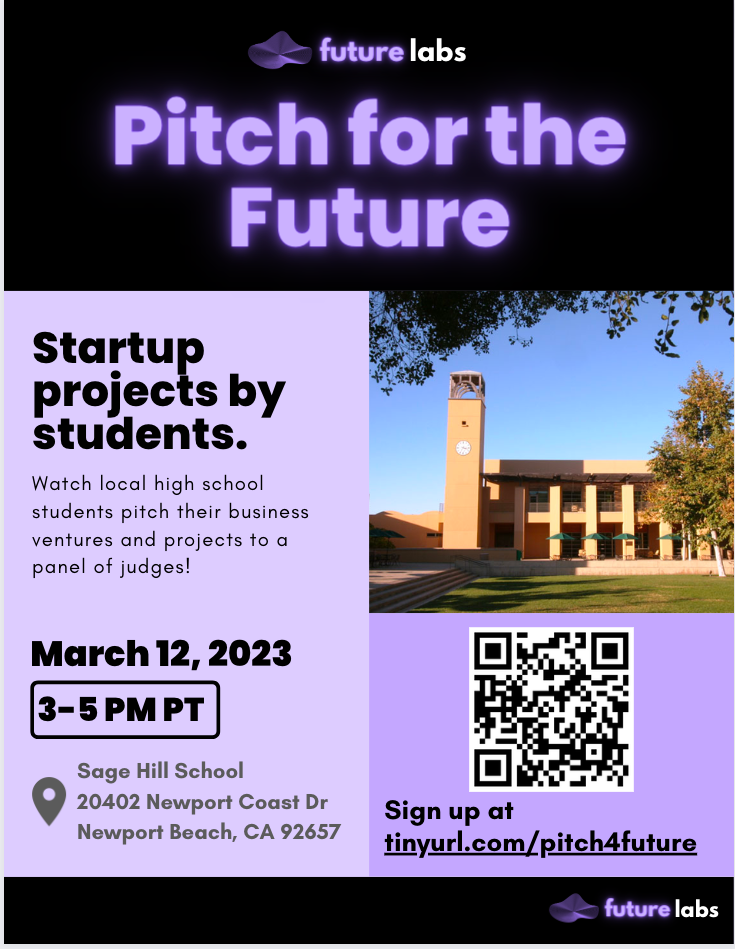 future labs
Pitch for the
Future
Startup
projects by
students.
Watch local high school
students pitch their business
ventures and projects to a
panel of judges!
March 12, 2023
3-5 PM PT
Sage Hill School
20402 Newport Coast Dr
Newport Beach, CA 92657
Sign up at
tinyurl.com/pitch4future
future labs